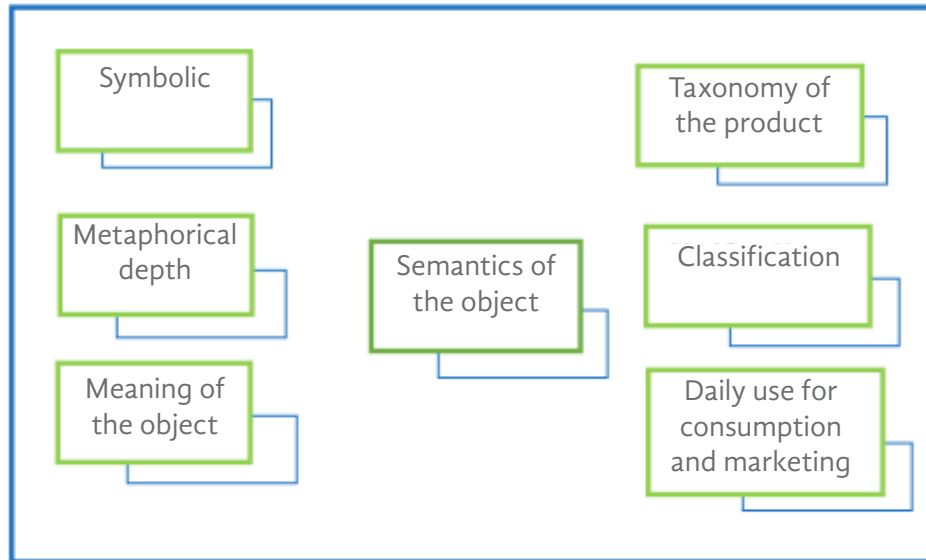 Symbolic
Metaphorical
depth
Meaning of
the object
Semantics of
the object
Taxonomy of
the product
Classification
Daily use for
consumption
and marketing